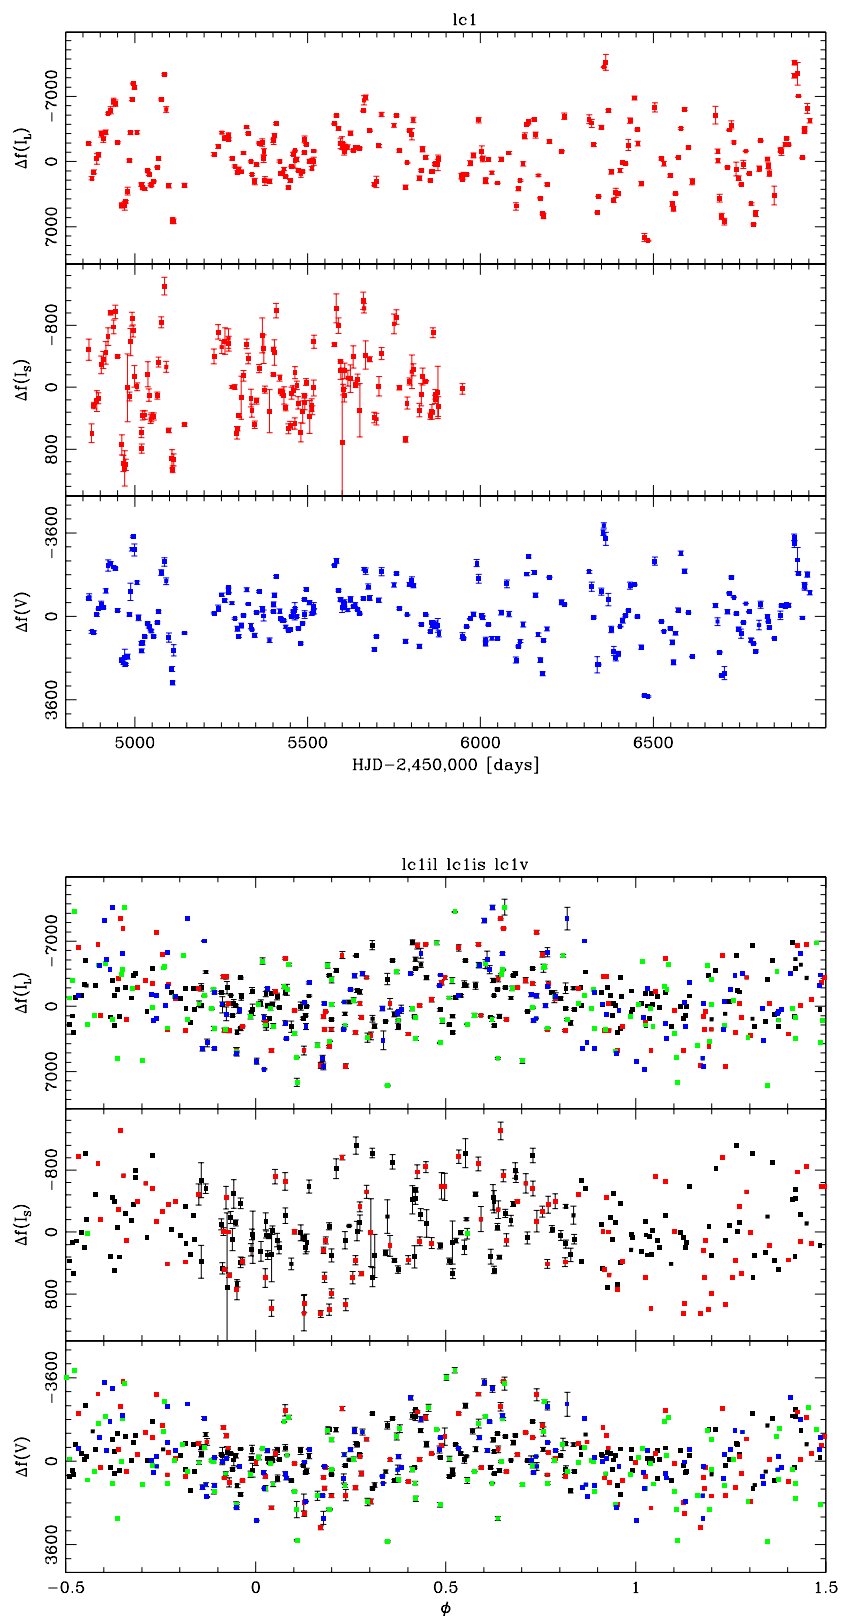 lc1
−7000
0
7000
Δf(I_L)
−800
0
800
Δf(I_S)
−3600
0
3600
Δf(V)
5000 5500 6000 6500
HJD−2,450,000 [days]
lc1il lc1is lc1v
−7000
0
7000
Δf(I_L)
−800
0
800
Δf(I_S)
−3600
0
3600
Δf(V)
−0.5 0 0.5 1 1.5
ϕ